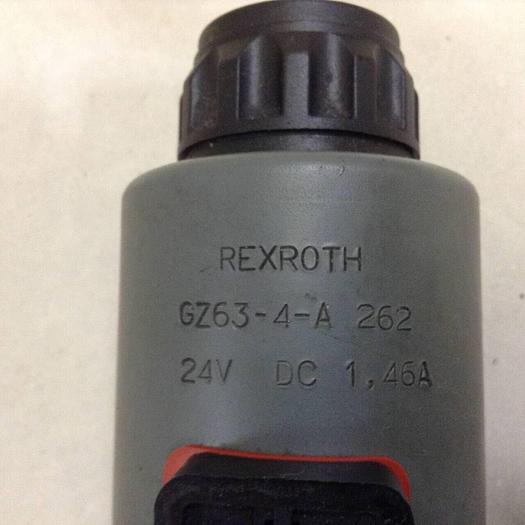 REXROTH
GZ63-4-A 262
24V DC 1,46A